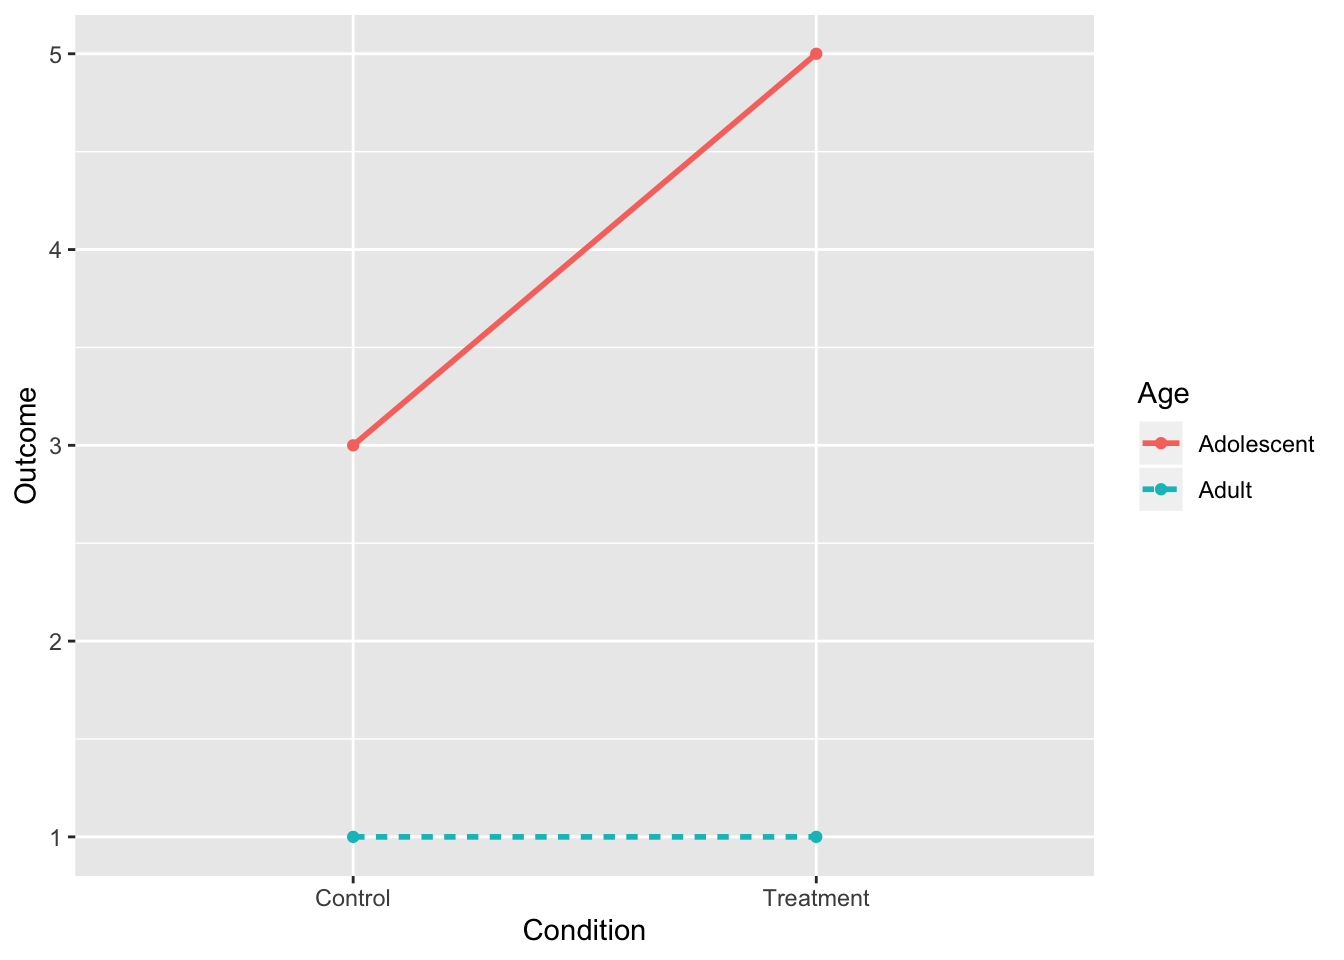 5
4
3
2
1
Outcome
Control
Treatment
Condition
Age
Adolescent
Adult